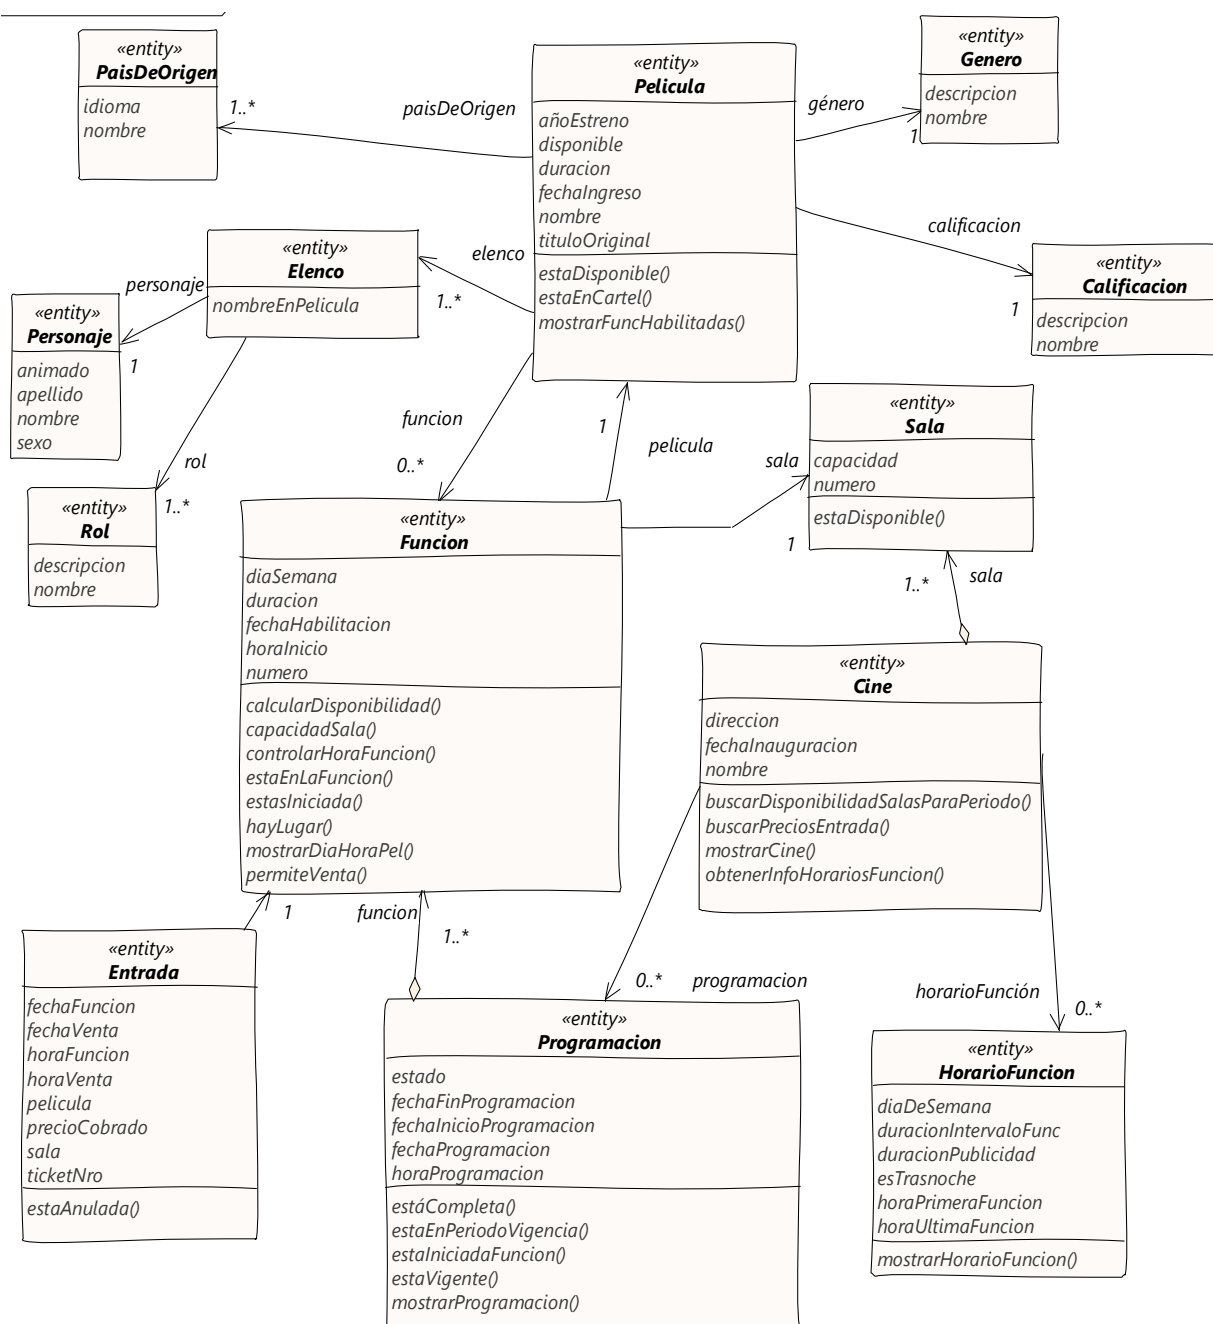 «entity»
PaisDeOrigen
idioma
nombre
1..*
paisDeOrigen
«entity»
Pelicula
añoEstreno
disponible
duracion
fechaIngreso
nombre
tituloOriginal
estaDisponible()
estaEnCartel()
mostrarFuncHabilitadas()
género
1
«entity»
Genero
descripcion
nombre
calificacion
1
«entity»
Calificacion
descripcion
nombre
«entity»
Elenco
nombreEnPelicula
elenco
1..*
personaje
1
«entity»
Personaje
animado
apellido
nombre
sexo
rol
1..*
«entity»
Rol
descripcion
nombre
funcion
0..*
1
pelicula
sala
1
«entity»
Sala
capacidad
numero
estaDisponible()
1..*
sala
«entity»
Funcion
diaSemana
duracion
fechaHabilitacion
horaInicio
numero
calcularDisponibilidad()
capacidadSala()
controlarHoraFuncion()
estaEnLaFuncion()
estasIniciada()
hayLugar()
mostrarDiaHoraPel()
permiteVenta()
«entity»
Cine
direccion
fechaInauguracion
nombre
buscarDisponibilidadSalasParaPeriodo()
buscarPreciosEntrada()
mostrarCine()
obtenerInfoHorariosFuncion()
1
funcion
1..*
«entity»
Entrada
fechaFuncion
fechaVenta
horaFuncion
horaVenta
pelicula
precioCobrado
sala
ticketNro
estaAnulada()
0..*
programacion
«entity»
Programacion
estado
fechaFinProgramacion
fechaInicioProgramacion
fechaProgramacion
horaProgramacion
estáCompleta()
estaEnPeriodoVigencia()
estaIniciadaFuncion()
estaVigente()
mostrarProgramacion()
horarioFunción
0..*
«entity»
HorarioFuncion
diaDeSemana
duracionIntervaloFunc
duracionPublicidad
esTrasnoche
horaPrimeraFuncion
horaUltimaFuncion
mostrarHorarioFuncion()